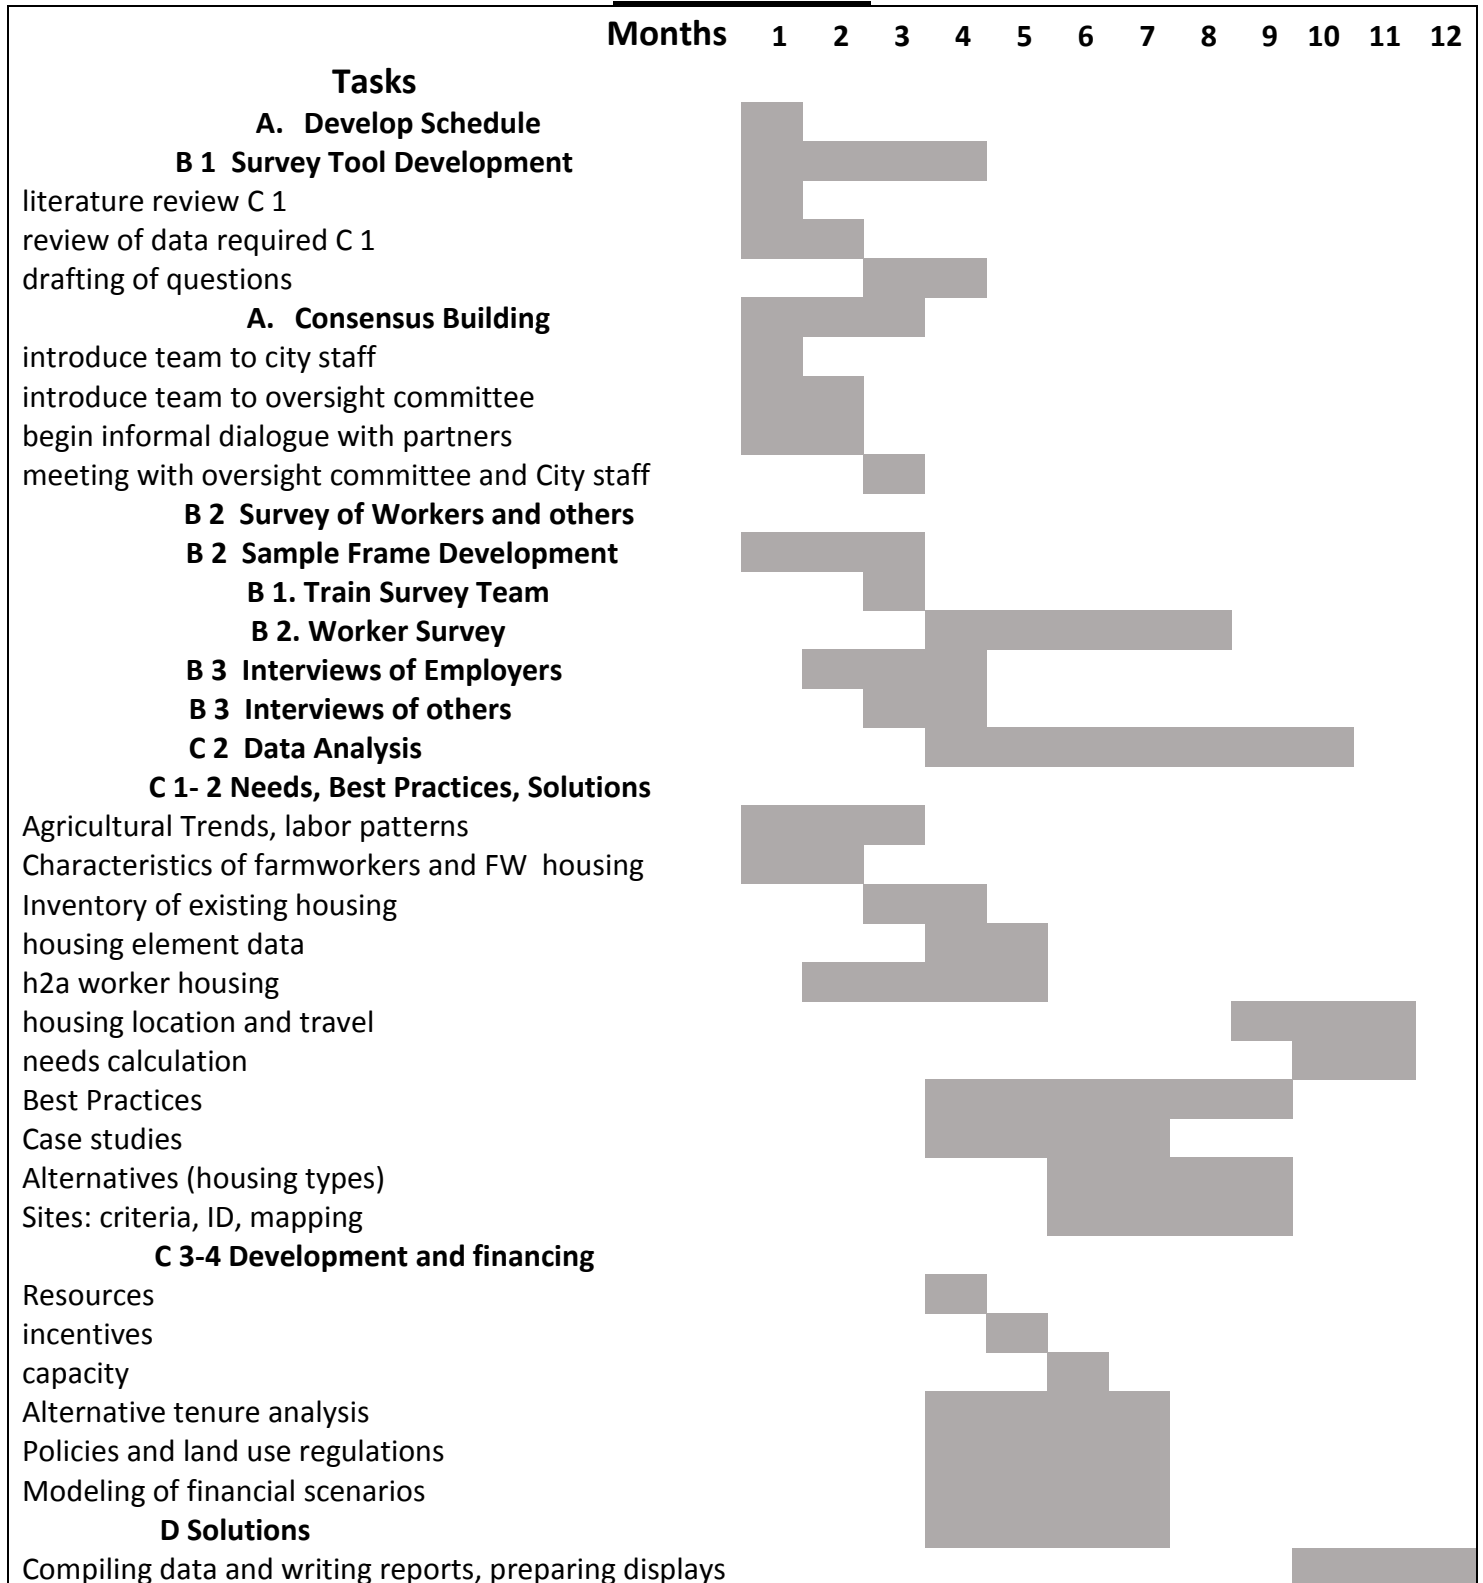 Months 1 2 3 4 5 6 7 8 9 10 11 12
Tasks
A. Develop Schedule
B 1 Survey Tool Development
literature review C 1
review of data required C 1
drafting of questions
A. Consensus Building
introduce team to city staff
introduce team to oversight committee
begin informal dialogue with partners
meeting with oversight committee and City staff
B 2 Survey of Workers and others
B 2 Sample Frame Development
B 1. Train Survey Team
B 2. Worker Survey
B 3 Interviews of Employers
B 3 Interviews of others
C 2 Data Analysis
C 1- 2 Needs, Best Practices, Solutions
Agricultural Trends, labor patterns
Characteristics of farmworkers and FW housing
Inventory of existing housing
housing element data
h2a worker housing
housing location and travel
needs calculation
Best Practices
Case studies
Alternatives (housing types)
Sites: criteria, ID, mapping
C 3-4 Development and financing
Resources
incentives
capacity
Alternative tenure analysis
Policies and land use regulations
Modeling of financial scenarios
D Solutions
Compiling data and writing reports, preparing displays